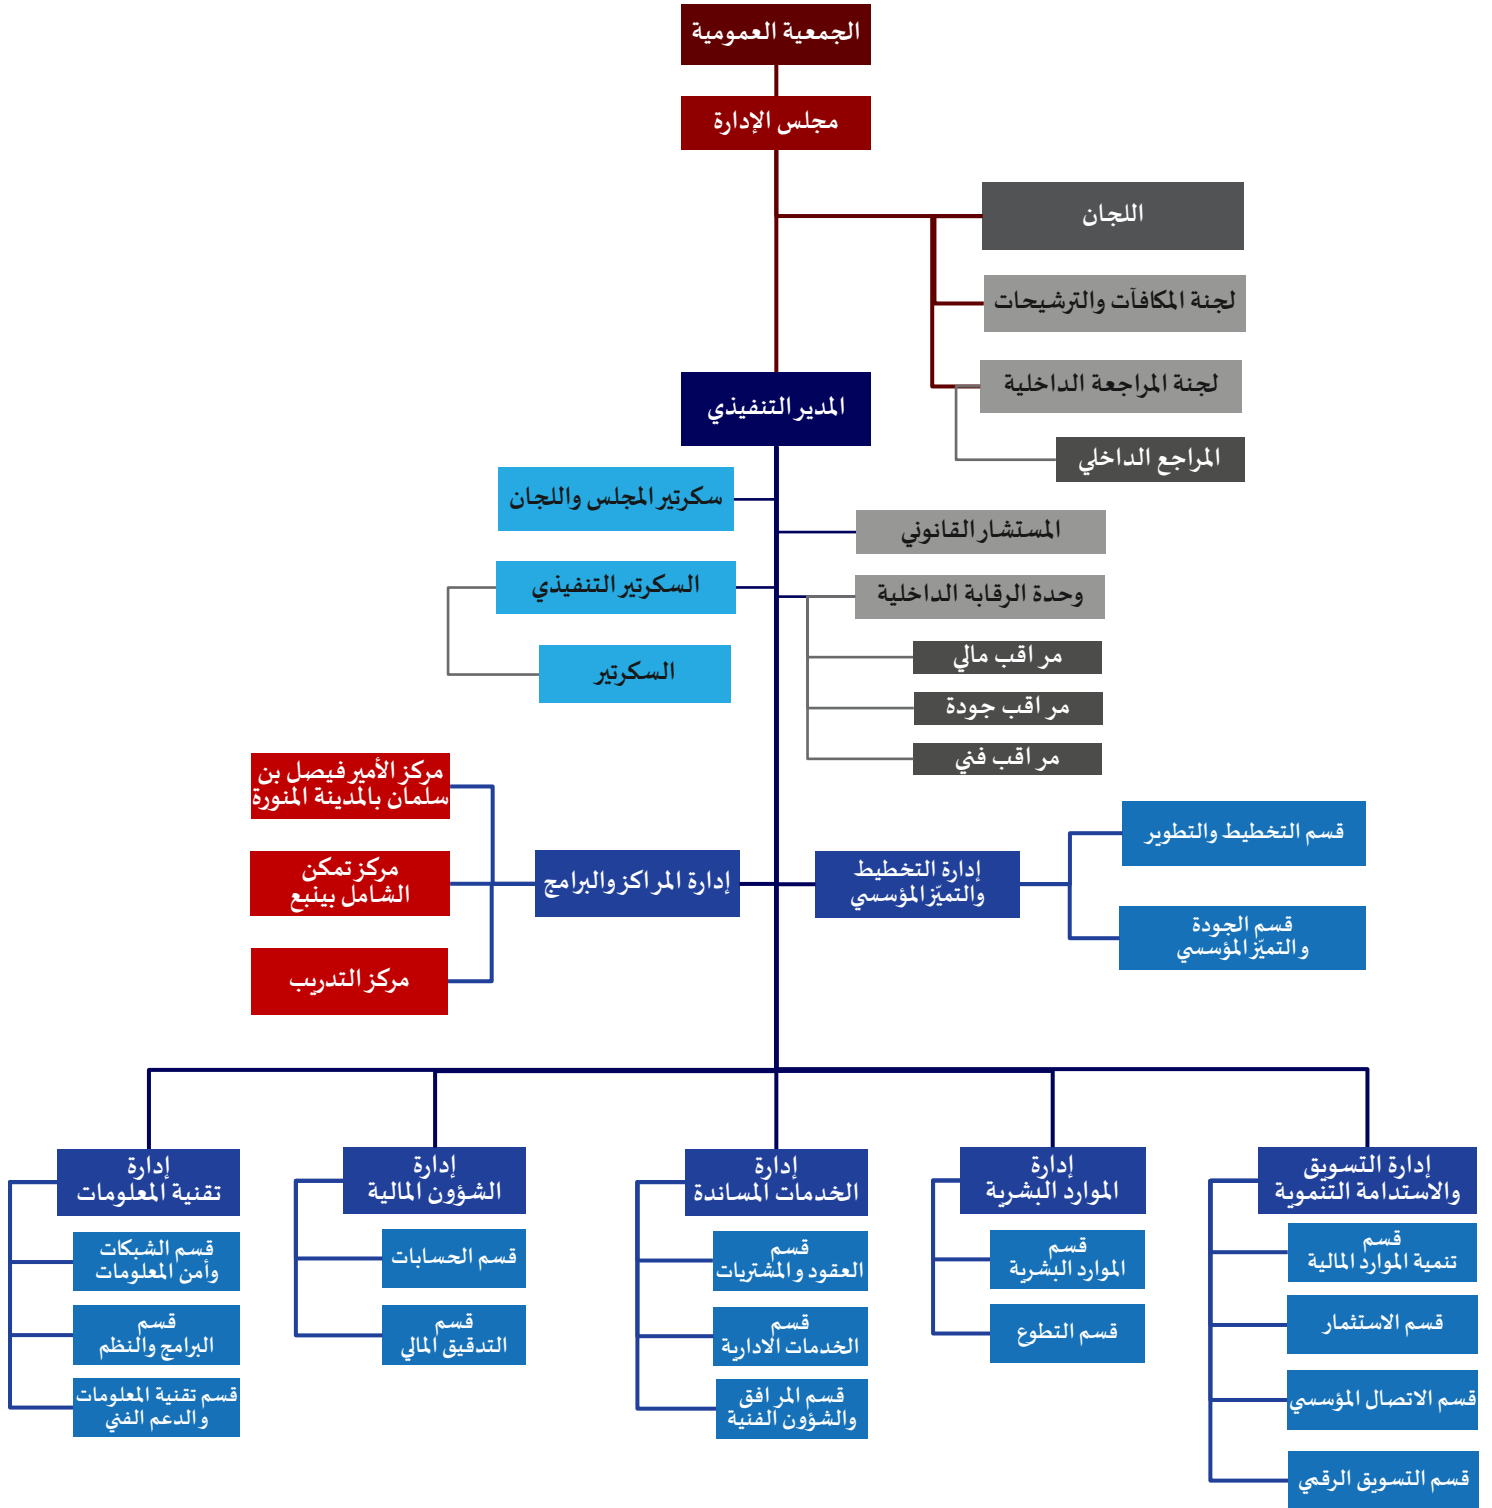 الجمعية العمومية
مجلس الإدارة
اللجان
لجنة المكافآت والترشيحات
لجنة المراجعة الداخلية
المراجع الداخلي
المدير التنفيذي
سكرتير المجلس واللجان
السكرتير التنفيذي
السكرتير
المستشار القانوني
وحدة الرقابة الداخلية
مراقب مالي
مراقب جودة
مراقب فني
قسم التخطيط والتطوير
إدارة التخطيط
والتميّز المؤسسي
قسم الجودة
والتميّز المؤسسي
إدارة المراكز والبرامج
مركز الأمير فيصل بن
سلمان بالمدينة المنورة
مركز تمكن
الشامل بينبع
مركز التدريب
إدارة التسويق
والاستدامة التنموية
قسم
تنمية الموارد المالية
قسم الاستثمار
قسم الاتصال المؤسسي
قسم التسويق الرقمي
إدارة
الموارد البشرية
قسم
الموارد البشرية
قسم التطوع
إدارة
الخدمات المساندة
قسم
العقود والمشتريات
قسم
الخدمات الادارية
قسم المرافق
والشؤون الفنية
إدارة
الشؤون المالية
قسم الحسابات
قسم
التدقيق المالي
إدارة
تقنية المعلومات
قسم الشبكات
وأمن المعلومات
قسم
البرامج والنظم
قسم تقنية المعلومات
والدعم الفني